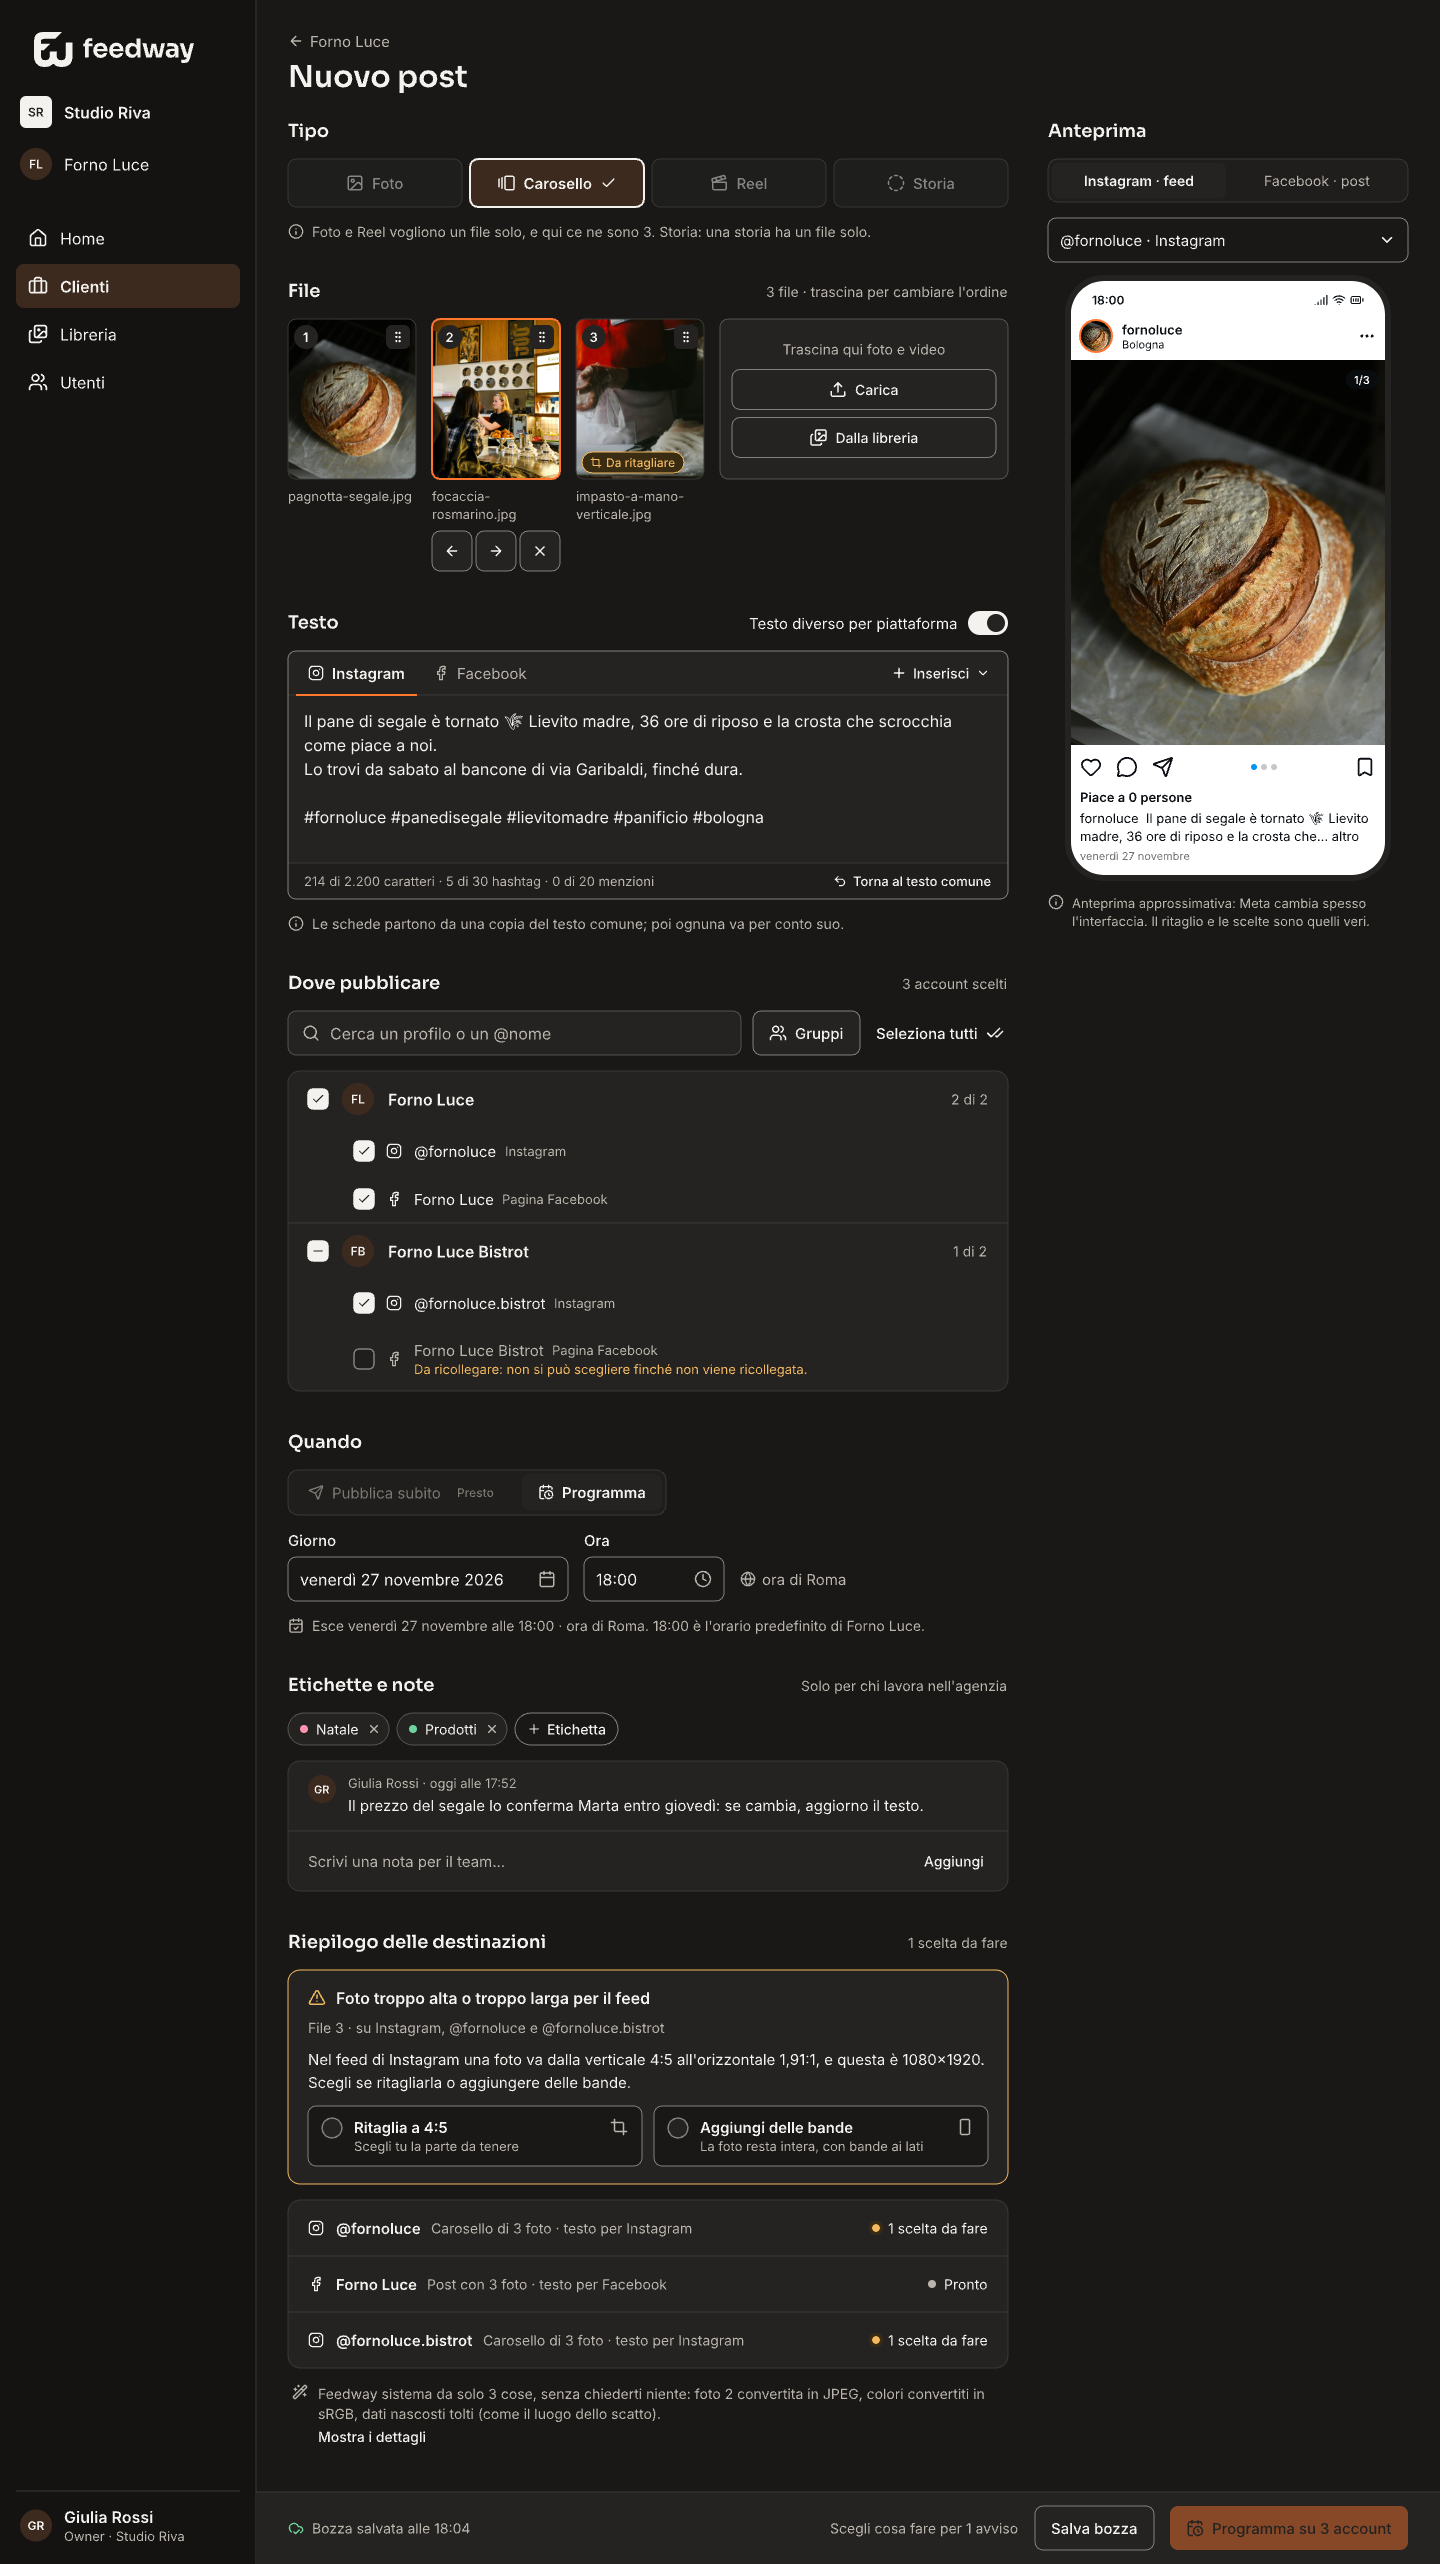 feedway
SR Studio Riva
FL Forno Luce
Home
Clienti
Libreria
Utenti
GR Giulia Rossi
Owner · Studio Riva
Forno Luce
Nuovo post
Tipo
Foto
Carosello
Reel
Storia
Foto e Reel vogliono un file solo, e qui ce ne sono 3. Storia: una storia ha un file solo.
File
3 file · trascina per cambiare l'ordine
1
2
3
Da ritagliare
pagnotta-segale.jpg
focaccia-
rosmarino.jpg
impasto-a-mano-
verticale.jpg
Trascina qui foto e video
Carica
Dalla libreria
Testo
Testo diverso per piattaforma
Instagram
Facebook
Inserisci
Il pane di segale è tornato 🌾 Lievito madre, 36 ore di riposo e la crosta che scrocchia
come piace a noi.
Lo trovi da sabato al bancone di via Garibaldi, finché dura.
#fornoluce #panedisegale #lievitomadre #panificio #bologna
214 di 2.200 caratteri · 5 di 30 hashtag · 0 di 20 menzioni
Torna al testo comune
Le schede partono da una copia del testo comune; poi ognuna va per conto suo.
Dove pubblicare
3 account scelti
Cerca un profilo o un @nome
Gruppi
Seleziona tutti
FL Forno Luce
2 di 2
@fornoluce Instagram
Forno Luce Pagina Facebook
FB Forno Luce Bistrot
1 di 2
@fornoluce.bistrot Instagram
Forno Luce Bistrot Pagina Facebook
Da ricollegare: non si può scegliere finché non viene ricollegata.
Quando
Pubblica subito Presto
Programma
Giorno
Ora
venerdì 27 novembre 2026
18:00
ora di Roma
Esce venerdì 27 novembre alle 18:00 · ora di Roma. 18:00 è l'orario predefinito di Forno Luce.
Etichette e note
Solo per chi lavora nell'agenzia
Natale
Prodotti
Etichetta
GR Giulia Rossi · oggi alle 17:52
Il prezzo del segale lo conferma Marta entro giovedì: se cambia, aggiorno il testo.
Scrivi una nota per il team...
Aggiungi
Riepilogo delle destinazioni
1 scelta da fare
Foto troppo alta o troppo larga per il feed
File 3 · su Instagram, @fornoluce e @fornoluce.bistrot
Nel feed di Instagram una foto va dalla verticale 4:5 all'orizzontale 1,91:1, e questa è 1080×1920.
Scegli se ritagliarla o aggiungere delle bande.
Ritaglia a 4:5
Scegli tu la parte da tenere
Aggiungi delle bande
La foto resta intera, con bande ai lati
@fornoluce Carosello di 3 foto · testo per Instagram
1 scelta da fare
Forno Luce Post con 3 foto · testo per Facebook
Pronto
@fornoluce.bistrot Carosello di 3 foto · testo per Instagram
1 scelta da fare
Feedway sistema da solo 3 cose, senza chiederti niente: foto 2 convertita in JPEG, colori convertiti in
sRGB, dati nascosti tolti (come il luogo dello scatto).
Mostra i dettagli
Bozza salvata alle 18:04
Scegli cosa fare per 1 avviso
Salva bozza
Programma su 3 account
Anteprima
Instagram · feed
Facebook · post
@fornoluce · Instagram
18:00
fornoluce
Bologna
1/3
Piace a 0 persone
fornoluce Il pane di segale è tornato 🌾 Lievito
madre, 36 ore di riposo e la crosta che... altro
venerdì 27 novembre
Anteprima approssimativa: Meta cambia spesso
l'interfaccia. Il ritaglio e le scelte sono quelli veri.